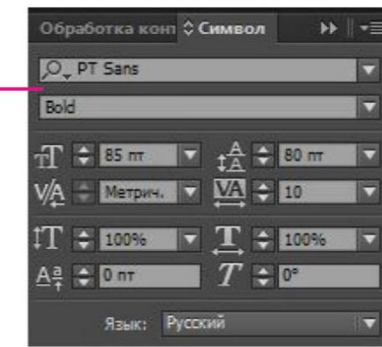 Обработка конт Символ
PT Sans
Bold
85 пт 80 пт
Метрич. 10
100% 100%
0 пт 0°
Язык: Русский